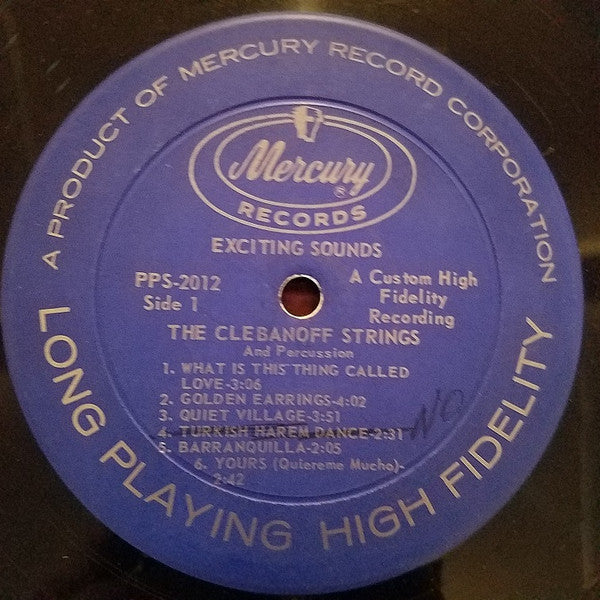 A PRODUCT OF MERCURY RECORD CORPORATION
Mercury ®
RECORDS
EXCITING SOUNDS
PPS-2012
Side 1
A Custom High
Fidelity
Recording
THE CLEBANOFF STRINGS
And Percussion
1. WHAT IS THIS THING CALLED
LOVE-3:06
2. GOLDEN EARRINGS-4:02
3. QUIET VILLAGE-3:51
4. TURKISH HAREM DANCE-2:31 NO
5. BARRANQUILLA-2:05
6. YOURS (Quiereme Mucho)-
2:42
LONG PLAYING HIGH FIDELITY